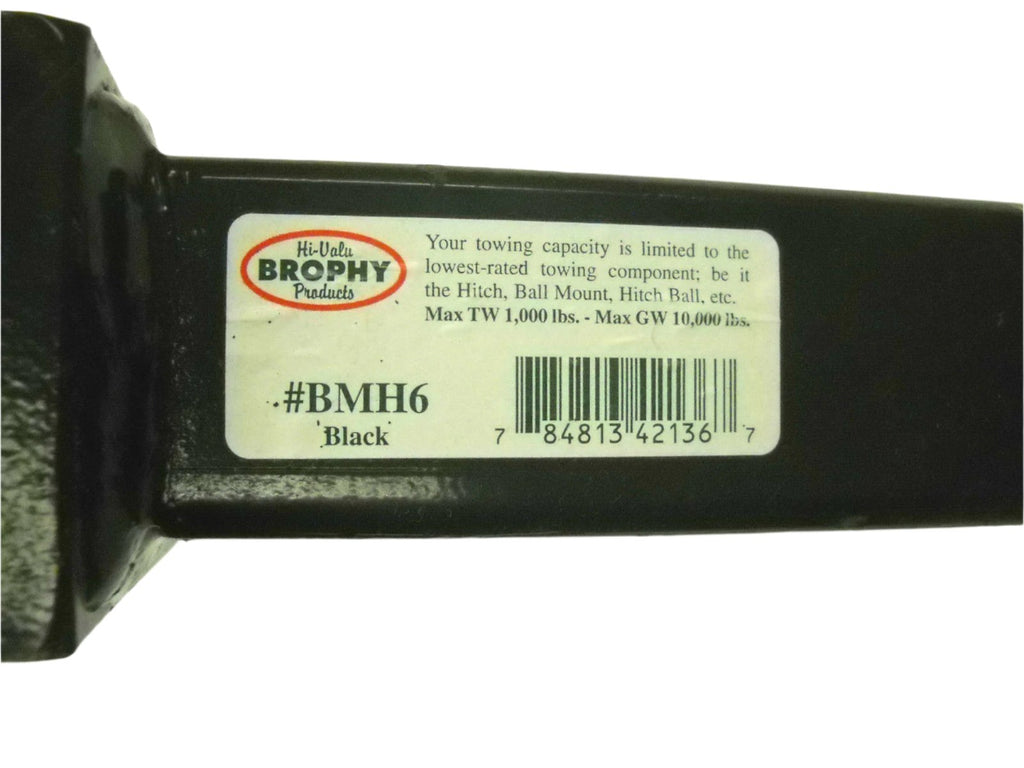 Hi-Valu
BROPHY
Products
Your towing capacity is limited to the
lowest-rated towing component; be it
the Hitch, Ball Mount, Hitch Ball, etc.
Max TW 1,000 lbs. - Max GW 10,000 lbs.
#BMH6
Black
7 84813 42136 7